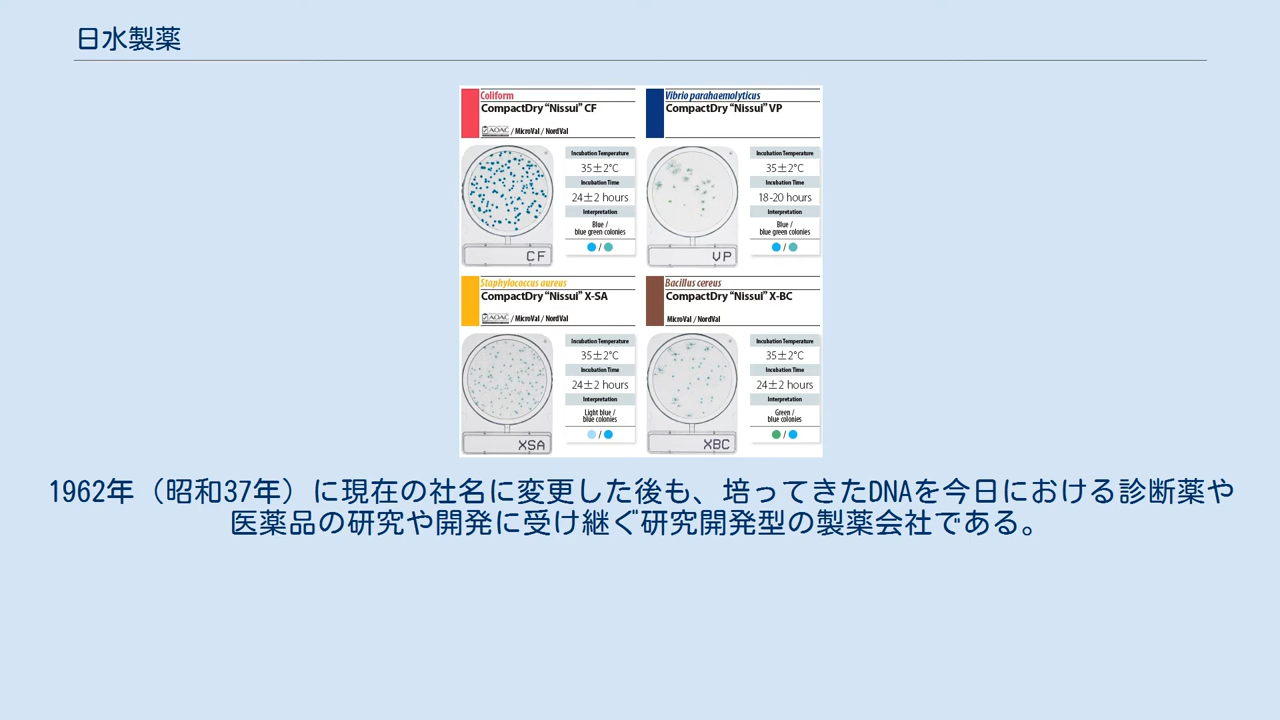 日水製薬
Coliform
CompactDry “Nissui” CF
AOAC / MicroVal / NordVal
Incubation Temperature
35±2°C
Incubation Time
24±2 hours
Interpretation
Blue /
blue green colonies
/
CF
Vibrio parahaemolyticus
CompactDry “Nissui” VP
Incubation Temperature
35±2°C
Incubation Time
18-20 hours
Interpretation
Blue /
blue green colonies
/
VP
Staphylococcus aureus
CompactDry “Nissui” X-SA
AOAC / MicroVal / NordVal
Incubation Temperature
35±2°C
Incubation Time
24±2 hours
Interpretation
Light blue /
blue colonies
/
XSA
Bacillus cereus
CompactDry “Nissui” X-BC
MicroVal / NordVal
Incubation Temperature
35±2°C
Incubation Time
24±2 hours
Interpretation
Green /
blue colonies
/
XBC
1962年（昭和37年）に現在の社名に変更した後も、培ってきたDNAを今日における診断薬や
医薬品の研究や開発に受け継ぐ研究開発型の製薬会社である。